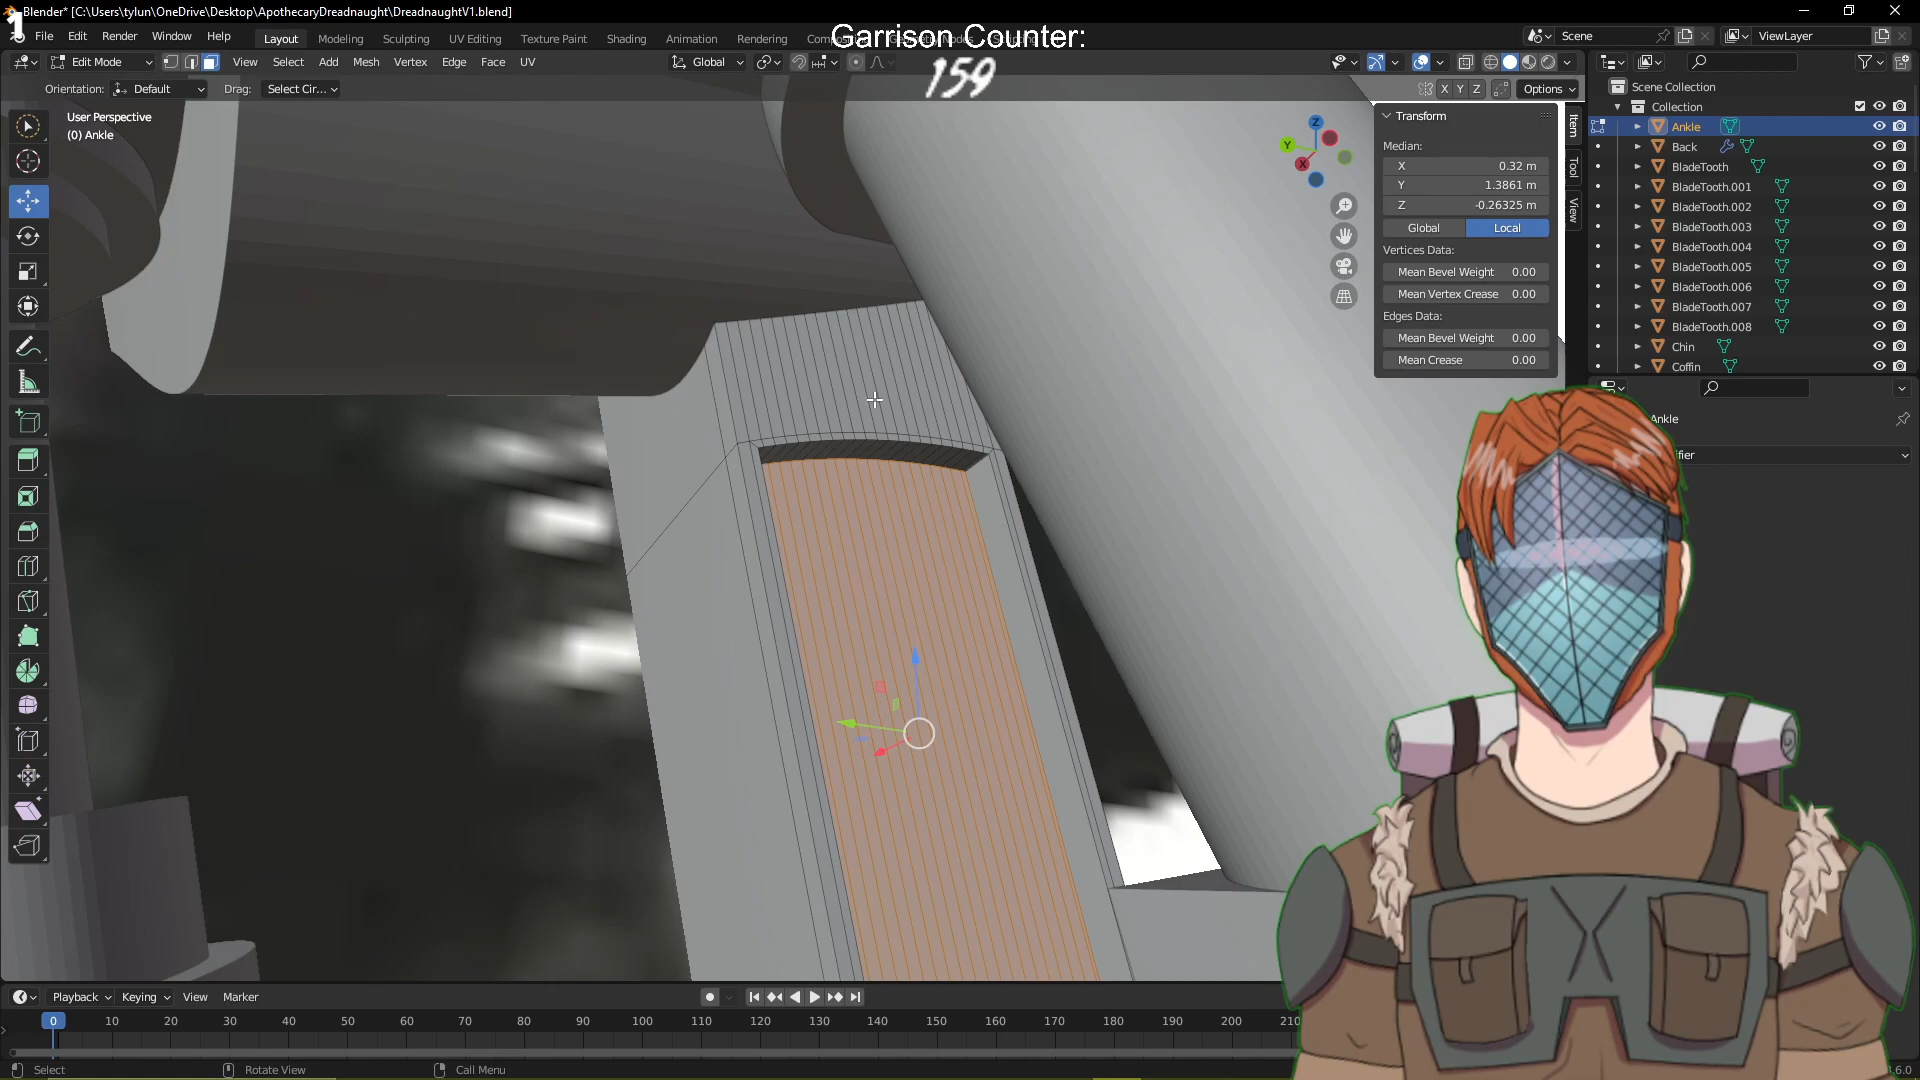 1
Blender* [C:\Users\tylun\OneDrive\Desktop\ApothecaryDreadnaught\DreadnaughtV1.blend]
File Edit Render Window Help
Layout Modeling Sculpting UV Editing Texture Paint Shading Animation Rendering
Garrison Counter:
159
Scene
ViewLayer
Edit Mode
View Select Add Mesh Vertex Edge Face UV
Global
Orientation: Default Drag: Select Cir...
X Y Z Options
User Perspective
(0) Ankle
Z
Y
X
Transform
Median:
X 0.32 m
Y 1.3861 m
Z -0.26325 m
Global Local
Vertices Data:
Mean Bevel Weight 0.00
Mean Vertex Crease 0.00
Edges Data:
Mean Bevel Weight 0.00
Mean Crease 0.00
Item
Tool
View
Scene Collection
Collection
Ankle
Back
BladeTooth
BladeTooth.001
BladeTooth.002
BladeTooth.003
BladeTooth.004
BladeTooth.005
BladeTooth.006
BladeTooth.007
BladeTooth.008
Chin
Coffin
Ankle
ifier
Playback Keying View Marker
0 10 20 30 40 50 60 70 80 90 100 110 120 130 140 150 160 170 180 190 200 210
Select Rotate View Call Menu
.6.0